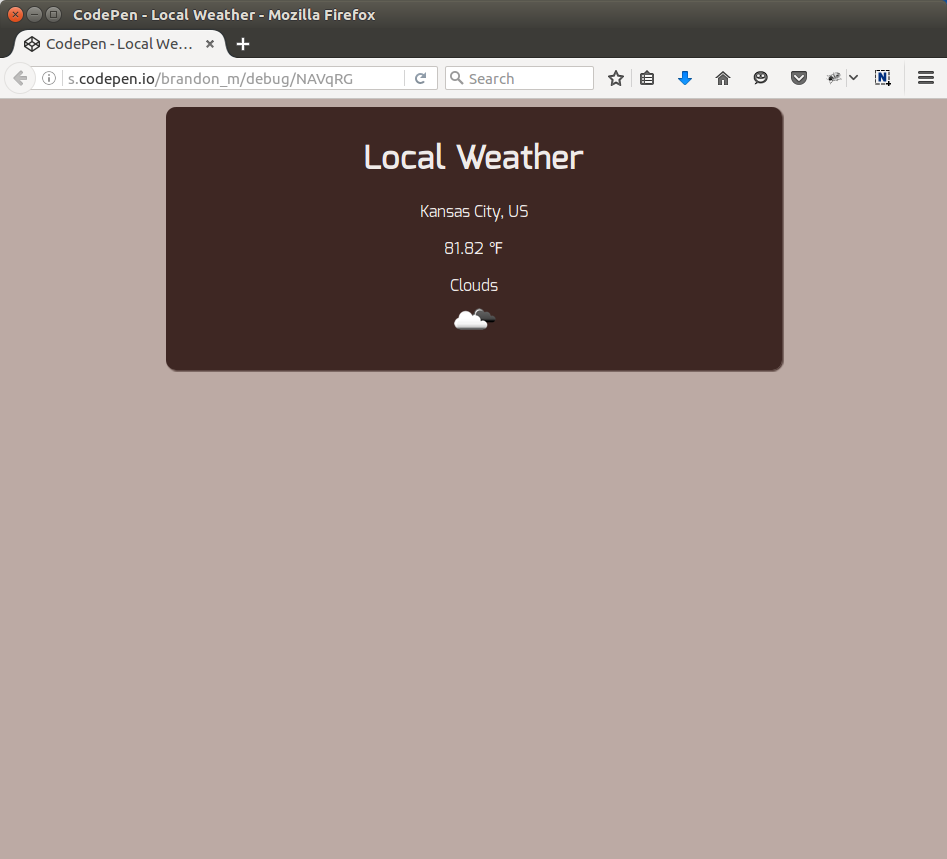 CodePen - Local Weather - Mozilla Firefox
CodePen - Local We...
s.codepen.io/brandon_m/debug/NAVqRG
Search
N
Local Weather
Kansas City, US
81.82 °F
Clouds